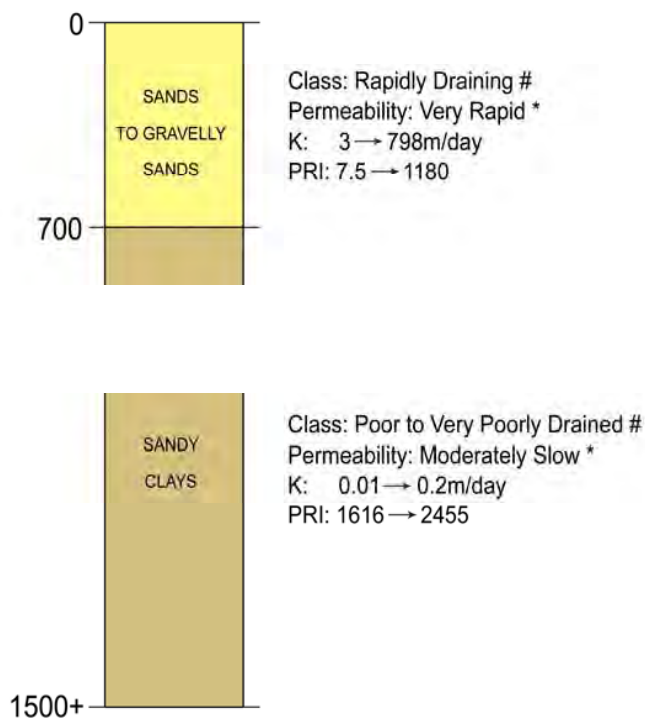 0
SANDS
TO GRAVELLY
SANDS
Class: Rapidly Draining #
Permeability: Very Rapid *
K: 3 → 798m/day
PRI: 7.5 → 1180
700
SANDY
CLAYS
Class: Poor to Very Poorly Drained #
Permeability: Moderately Slow *
K: 0.01 → 0.2m/day
PRI: 1616 → 2455
1500+